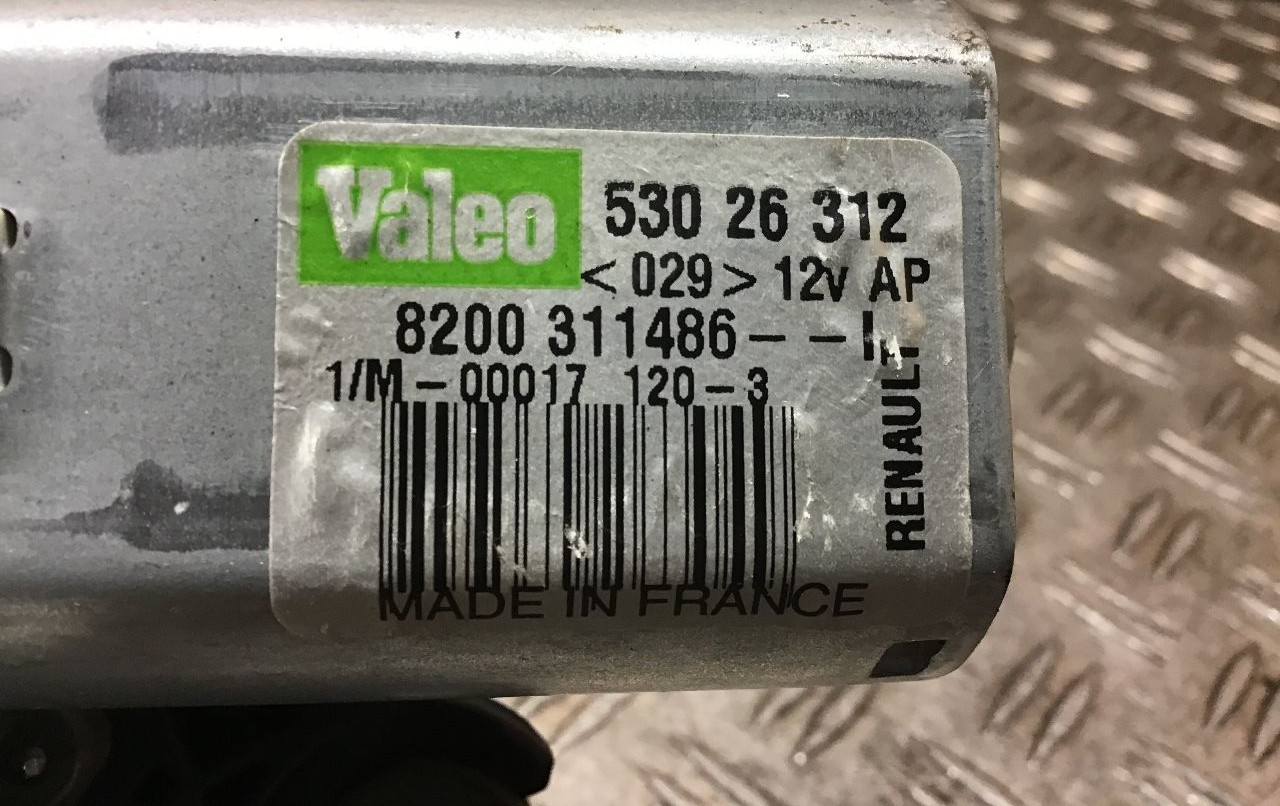 Valeo 530 26 312
< 029 > 12v AP
8200 311486 – –
1/M – 00017 120 – 3
RENAULT
MADE IN FRANCE